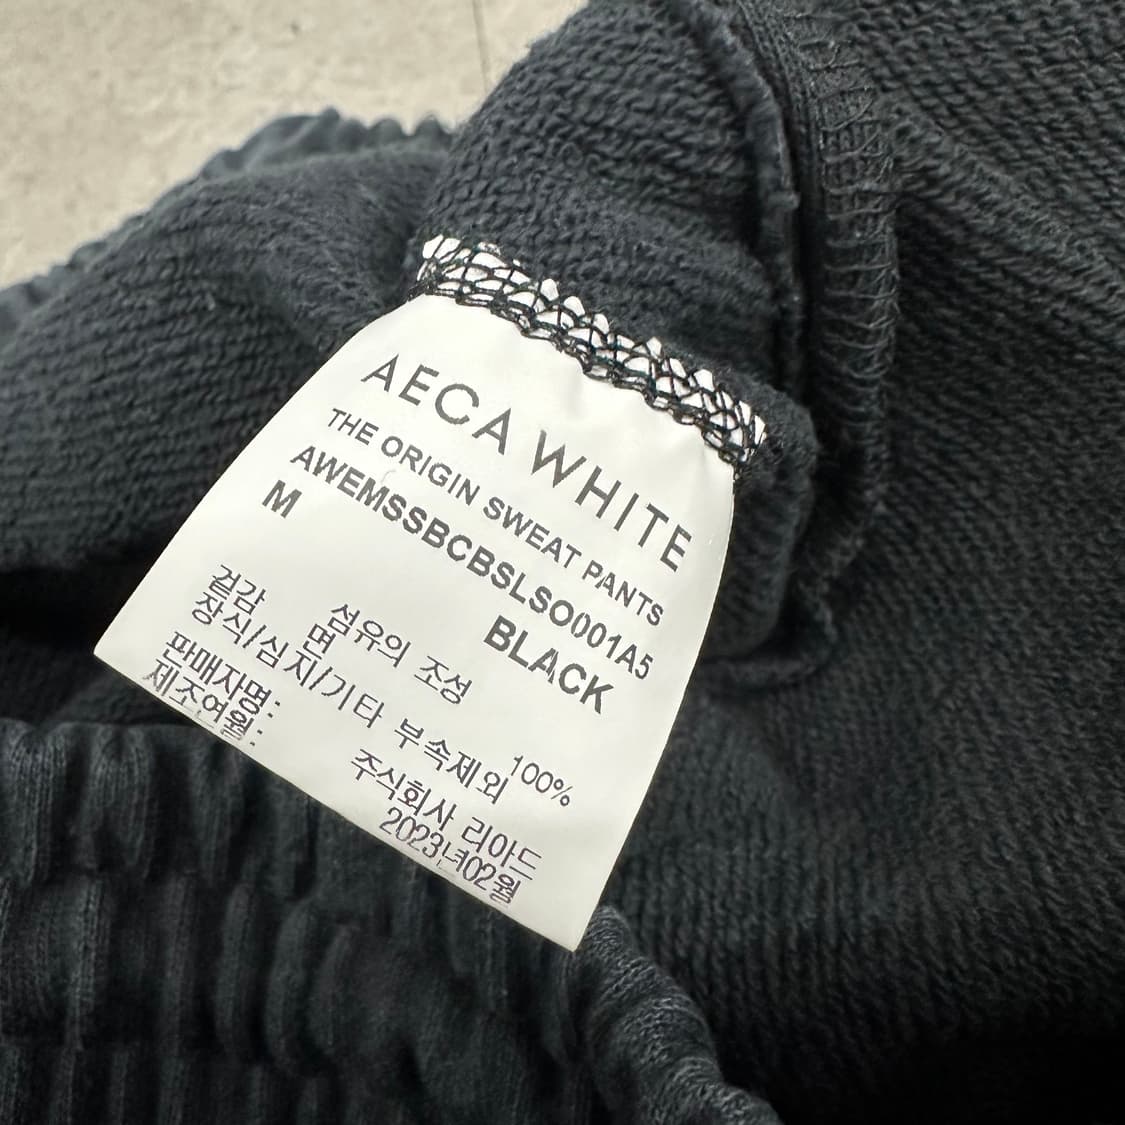 AECA WHITE
THE ORIGIN SWEAT PANTS
AWEMSSBCBSLSO001A5
M BLACK
섬유의 조성
겉감 면 100%
장식/심지/기타 부속제외
판매자명: 주식회사 리아드
제조연월: 2023년02월